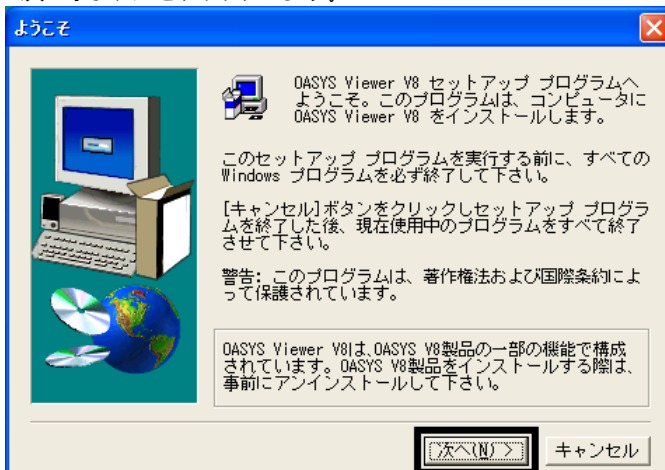 ようこそ
OASYS Viewer V8 セットアップ プログラムへ
ようこそ。このプログラムは、コンピュータに
OASYS Viewer V8 をインストールします。
このセットアップ プログラムを実行する前に、すべての
Windows プログラムを必ず終了して下さい。
[キャンセル]ボタンをクリックしセットアップ プログラ
ムを終了した後、現在使用中のプログラムをすべて終了
させて下さい。
警告: このプログラムは、著作権法および国際条約によ
って保護されています。
OASYS Viewer V8は、OASYS V8製品の一部の機能で構成
されています。OASYS V8製品をインストールする際は、
事前にアンインストールして下さい。
次へ(N) >
キャンセル